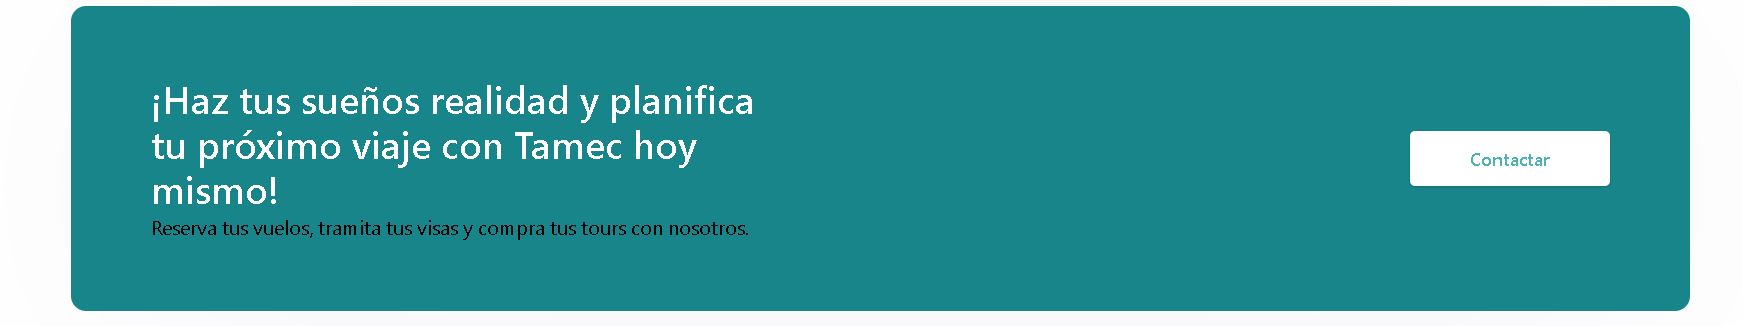 ¡Haz tus sueños realidad y planifica
tu próximo viaje con Tamec hoy
mismo!
Reserva tus vuelos, tramita tus visas y compra tus tours con nosotros.
Contactar